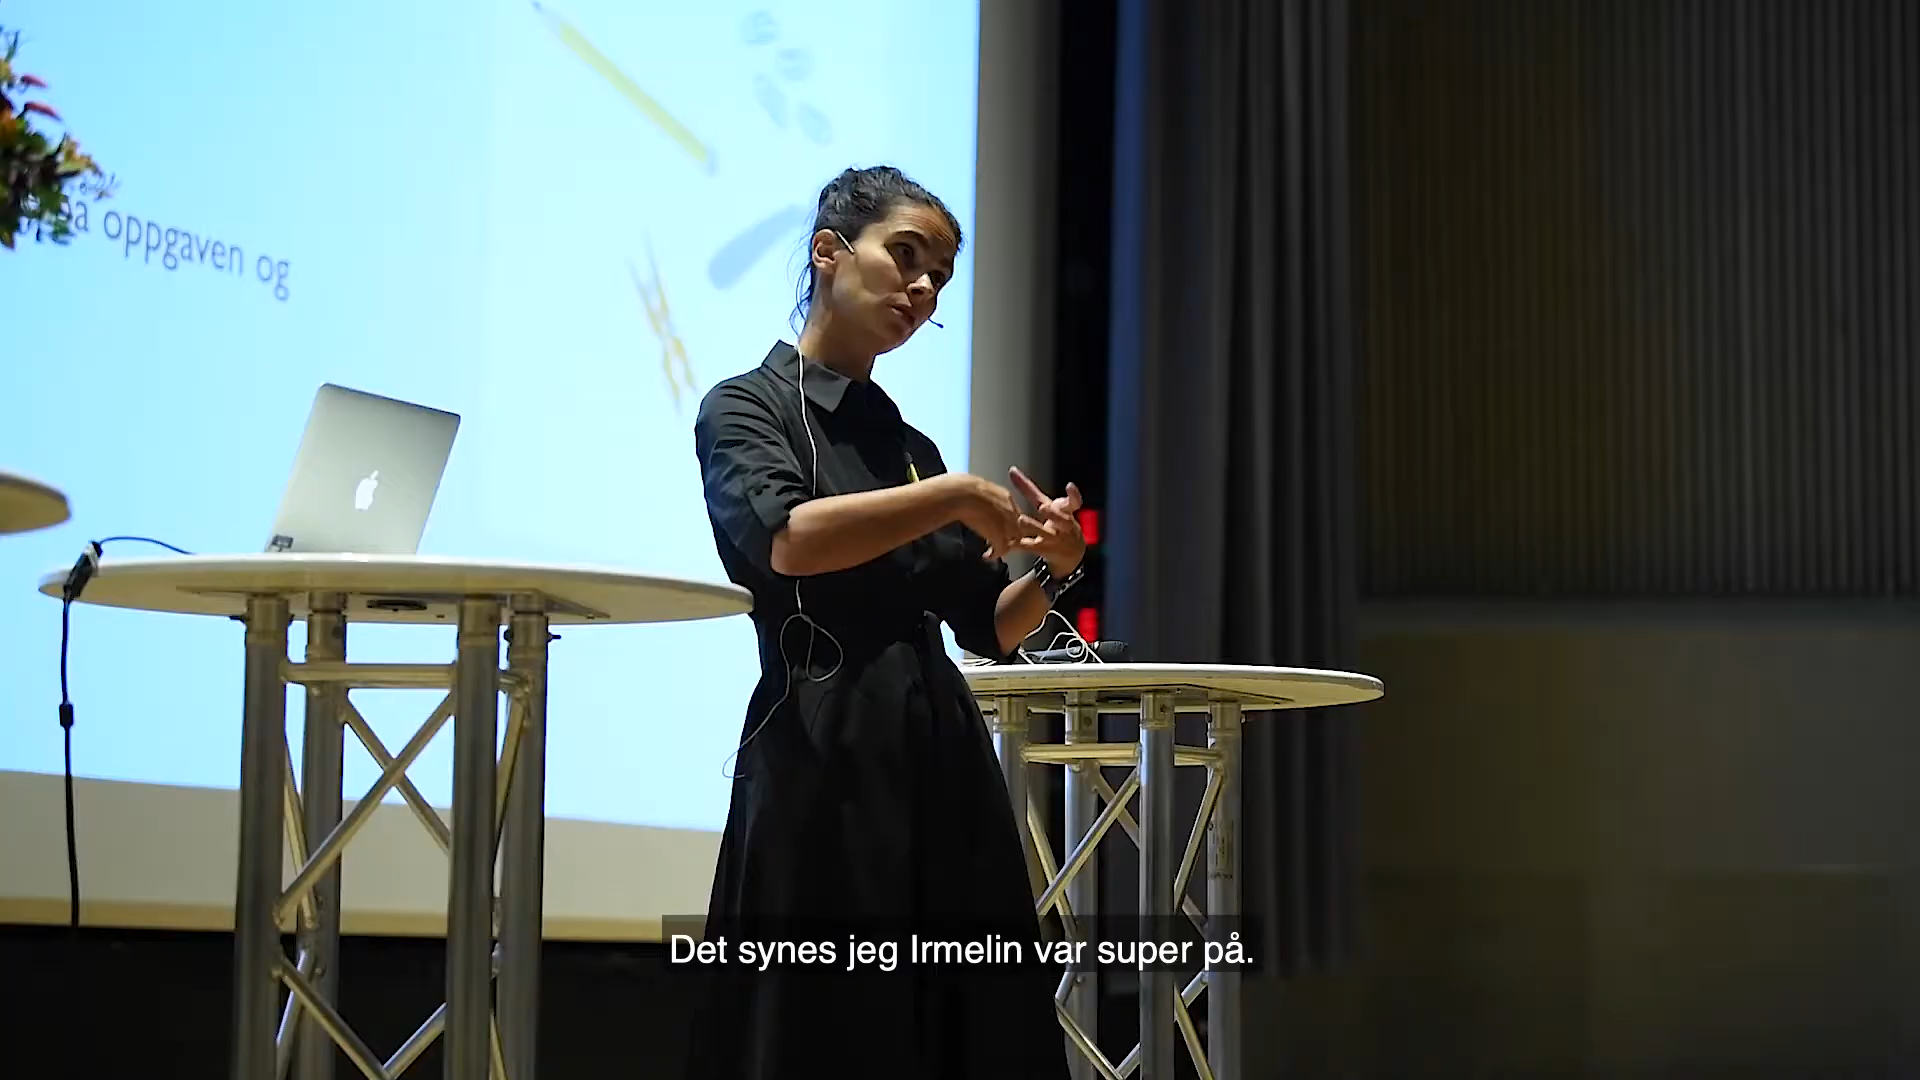 oppgaven og
Det synes jeg Irmelin var super på.